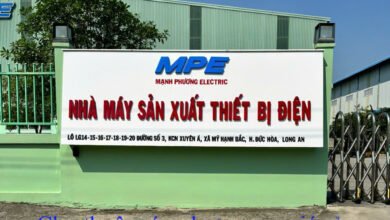 MPE
MẠNH PHƯƠNG ELECTRIC
NHÀ MÁY SẢN XUẤT THIẾT BỊ ĐIỆN
LÔ LG14-15-16-17-18-19-20 ĐƯỜNG SỐ 3, KCN XUYÊN Á, XÃ MỸ HẠNH BẮC, H. ĐỨC HÒA, LONG AN